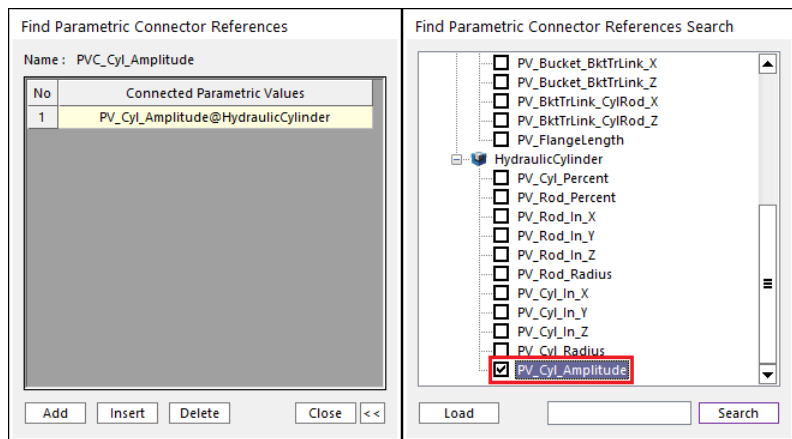 Find Parametric Connector References
Name : PVC_Cyl_Amplitude
No Connected Parametric Values
1 PV_Cyl_Amplitude@HydraulicCylinder
Add Insert Delete Close <<
Find Parametric Connector References Search
PV_Bucket_BktTrLink_X
PV_Bucket_BktTrLink_Z
PV_BktTrLink_CylRod_X
PV_BktTrLink_CylRod_Z
PV_FlangeLength
HydraulicCylinder
PV_Cyl_Percent
PV_Rod_Percent
PV_Rod_In_X
PV_Rod_In_Y
PV_Rod_In_Z
PV_Rod_Radius
PV_Cyl_In_X
PV_Cyl_In_Y
PV_Cyl_In_Z
PV_Cyl_Radius
PV_Cyl_Amplitude
Load Search